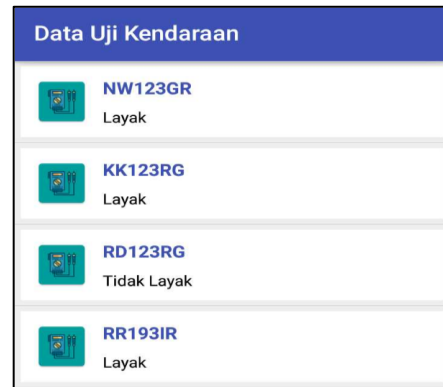 Data Uji Kendaraan
NW123GR
Layak
KK123RG
Layak
RD123RG
Tidak Layak
RR193IR
Layak